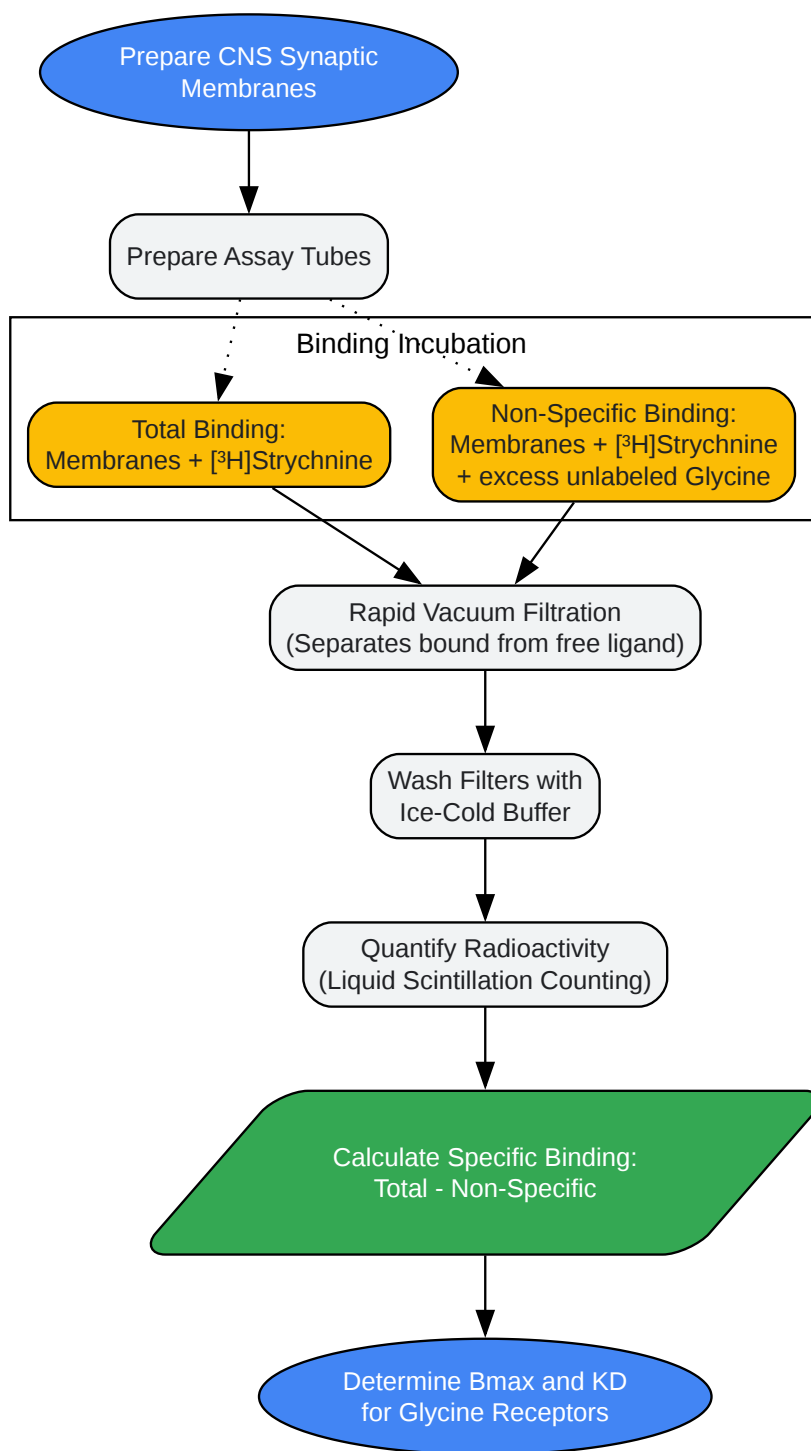 Prepare CNS Synaptic
Membranes
Prepare Assay Tubes
Binding Incubation
Total Binding:
Membranes + [³H]Strychnine
Non-Specific Binding:
Membranes + [³H]Strychnine
+ excess unlabeled Glycine
Rapid Vacuum Filtration
(Separates bound from free ligand)
Wash Filters with
Ice-Cold Buffer
Quantify Radioactivity
(Liquid Scintillation Counting)
Calculate Specific Binding:
Total - Non-Specific
Determine Bmax and KD
for Glycine Receptors